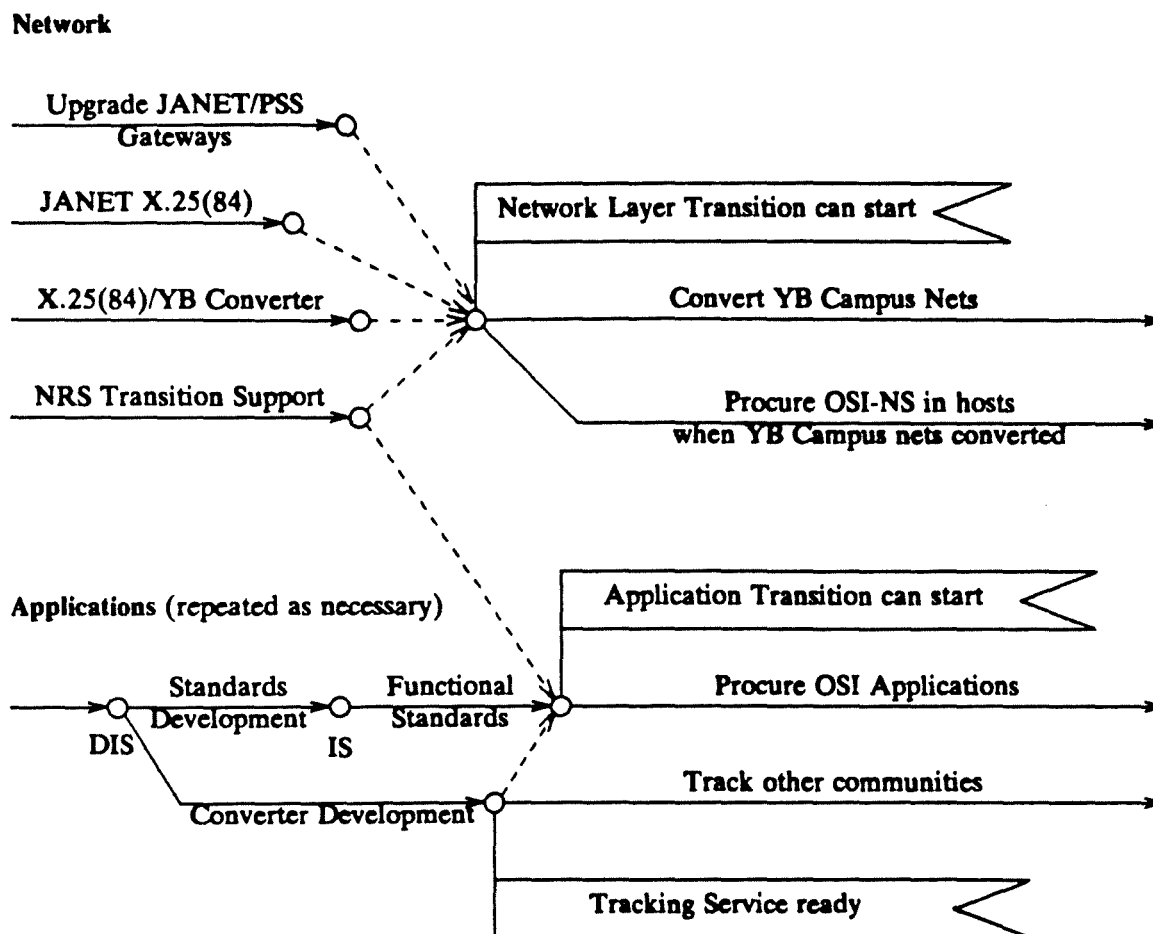 Network
Upgrade JANET/PSS
Gateways
JANET X.25(84)
Network Layer Transition can start
X.25(84)/YB Converter
Convert YB Campus Nets
NRS Transition Support
Procure OSI-NS in hosts
when YB Campus nets converted
Applications (repeated as necessary)
Application Transition can start
Standards
Development
Functional
Standards
Procure OSI Applications
DIS
IS
Track other communities
Converter Development
Tracking Service ready